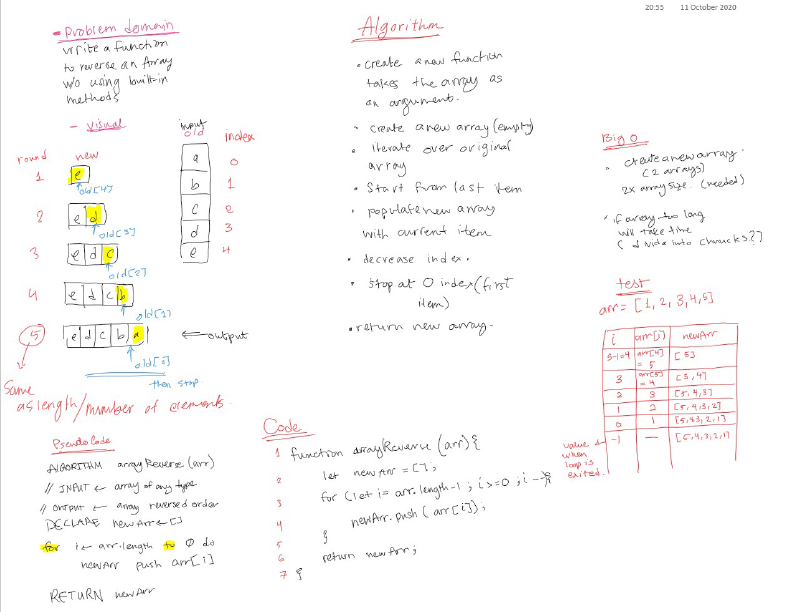 20:55 11 October 2020
- Problem domain
write a function
to reverse an Array
w/o using built-in
methods
- visual
round new
1 e
old[4]
2 e d
old[3]
3 e d c
old[2]
4 e d c b
old[1]
5 e d c b a
old[0]
← output
then stop
Same
as length/number of elements.
input
old index
a 0
b 1
c 2
d 3
e 4
Pseudo Code
ALGORITHM arrayReverse (arr)
// INPUT ← array of any type
// OUTPUT ← array reversed order
DECLARE newArr ← []
for i ← arr.length to 0 do
newArr push arr[i]
RETURN newArr
Algorithm
• create a new function
takes the array as
an argument.
• create a new array (empty)
• iterate over original
array
• Start from last item
• populate new array
with current item
• decrease index.
• stop at 0 index (first
item)
• return new array.
Code
1 function arrayReverse (arr) {
2 let newArr = [];
3 for (let i = arr.length-1 ; i >=0 ; i--){
4 newArr.push (arr[i]);
5 }
6 return newArr;
7 }
Big O
• create a new array.
(2 arrays)
2x array size. (needed)
• if array too long
will take time
(divide into chuncks?)
test
arr = [1, 2, 3, 4, 5]
i arr[i] newArr
5-1=4 arr[4] = 5 [5]
3 arr[3] = 4 [5, 4]
2 3 [5, 4, 3]
1 2 [5, 4, 3, 2]
0 1 [5, 4, 3, 2, 1]
-1 — [5, 4, 3, 2, 1]
value
when
loop is
exited.